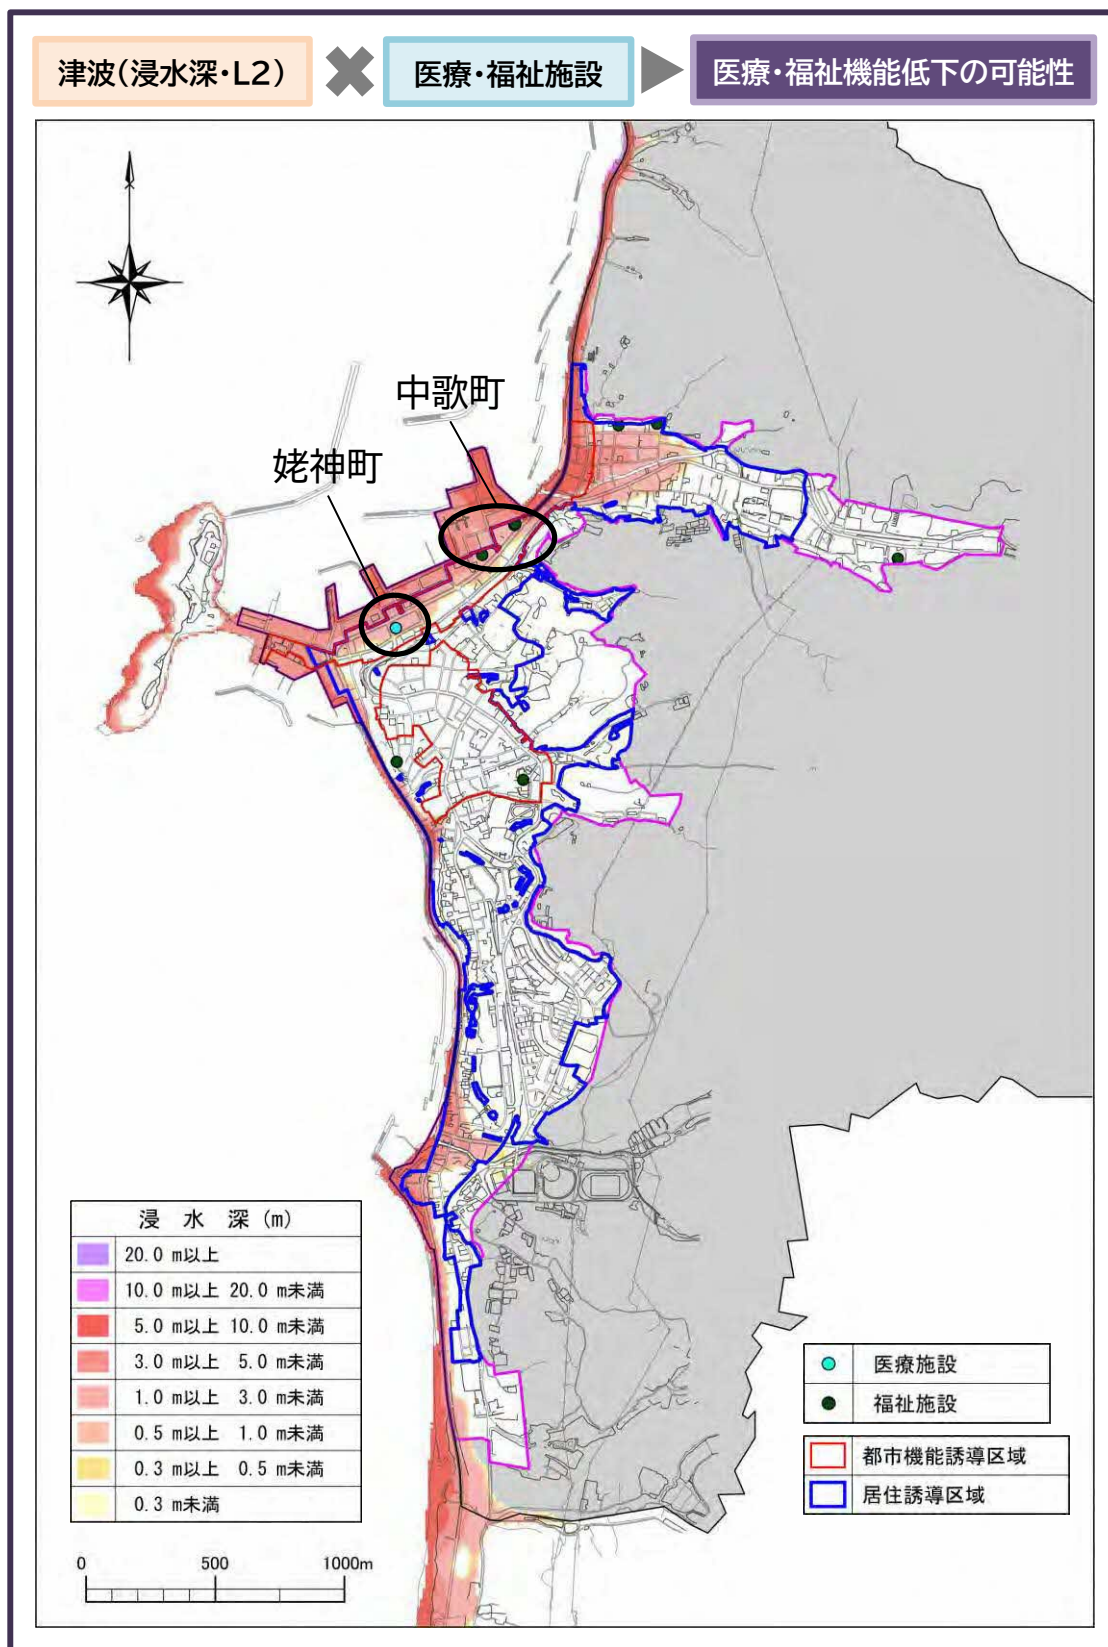 津波(浸水深・L2)
医療・福祉施設
医療・福祉機能低下の可能性
中歌町
姥神町
浸 水 深 (m)
20.0 m以上
10.0 m以上 20.0 m未満
5.0 m以上 10.0 m未満
3.0 m以上 5.0 m未満
1.0 m以上 3.0 m未満
0.5 m以上 1.0 m未満
0.3 m以上 0.5 m未満
0.3 m未満
医療施設
福祉施設
都市機能誘導区域
居住誘導区域
0 500 1000m